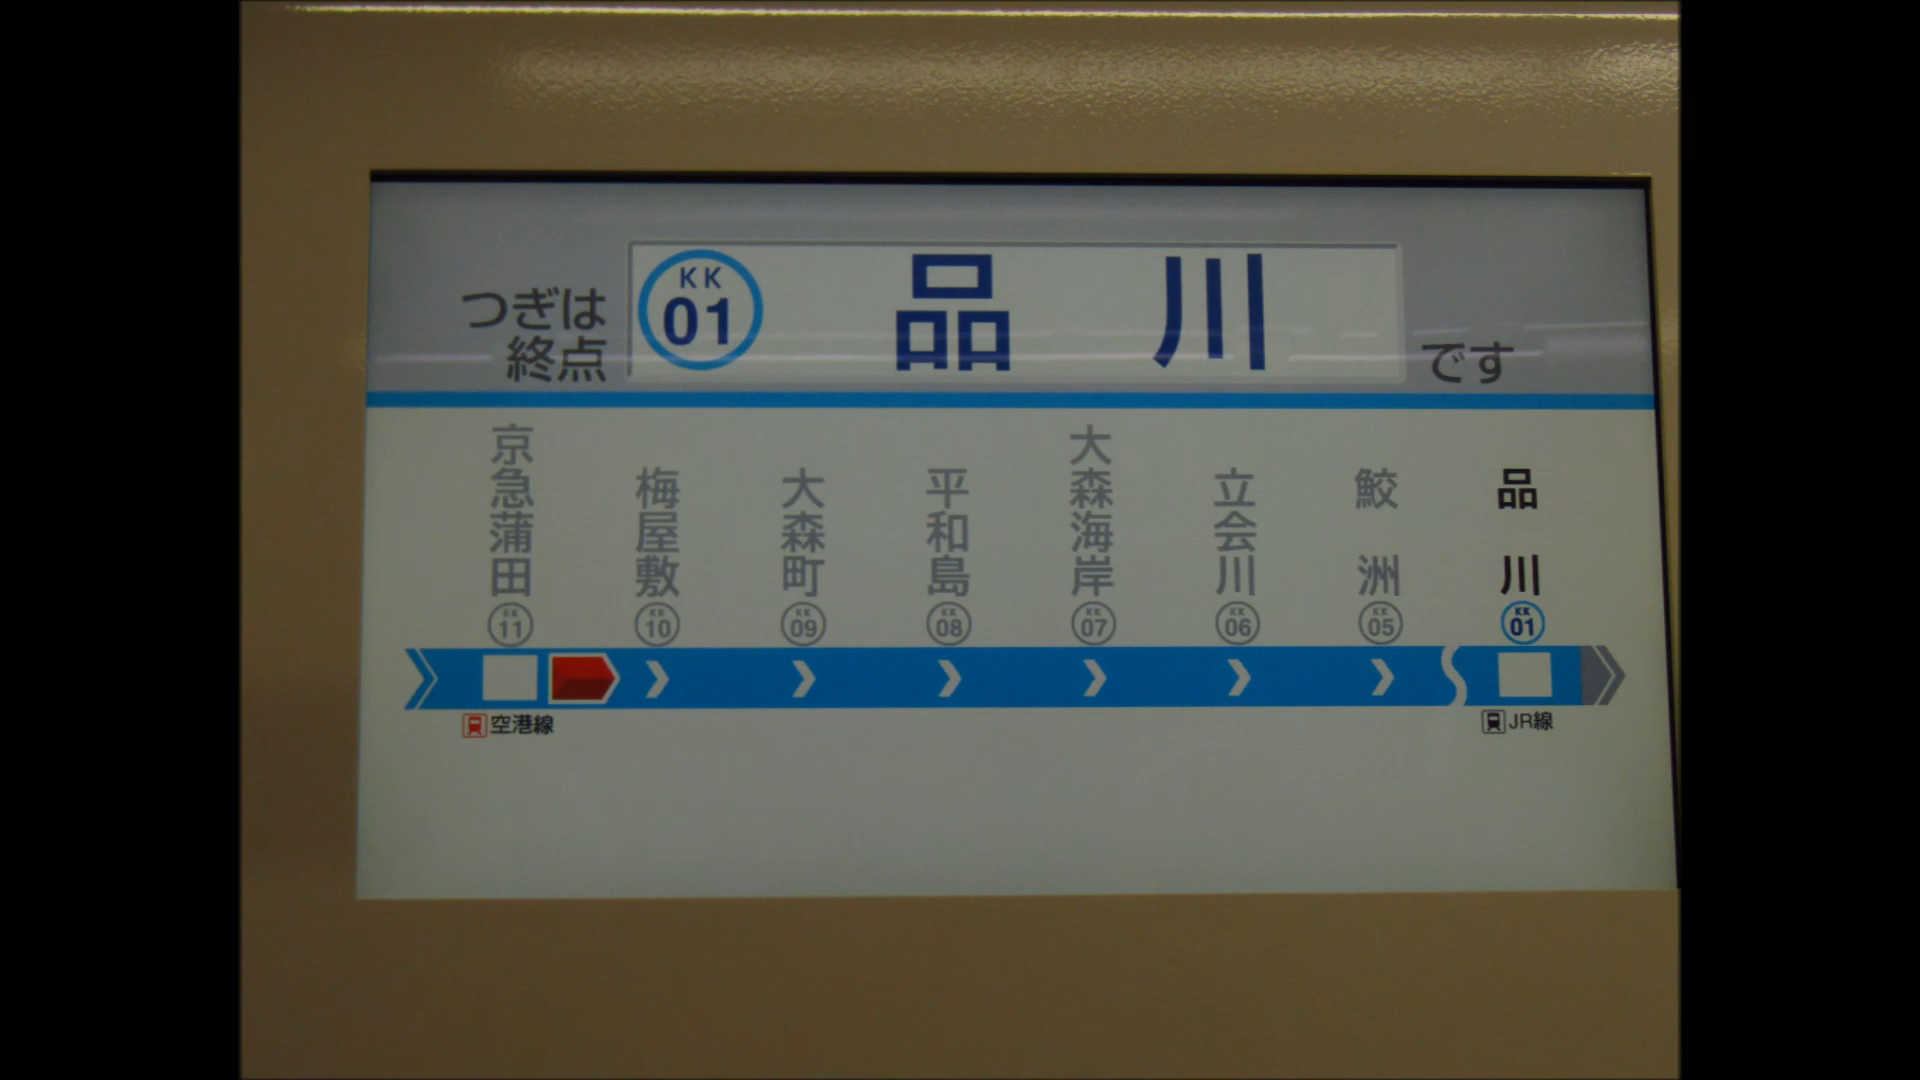 つぎは
終点
KK
01
品川
です
京急蒲田
KK
11
梅屋敷
KK
10
大森町
KK
09
平和島
KK
08
大森海岸
KK
07
立会川
KK
06
鮫洲
KK
05
品川
KK
01
空港線
JR線